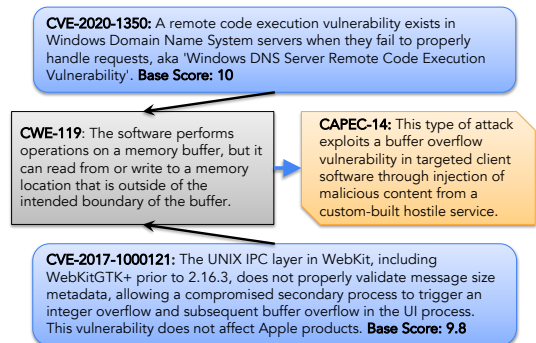 CVE-2020-1350: A remote code execution vulnerability exists in
Windows Domain Name System servers when they fail to properly
handle requests, aka 'Windows DNS Server Remote Code Execution
Vulnerability'. Base Score: 10
CWE-119: The software performs
operations on a memory buffer, but it
can read from or write to a memory
location that is outside of the
intended boundary of the buffer.
CAPEC-14: This type of attack
exploits a buffer overflow
vulnerability in targeted client
software through injection of
malicious content from a
custom-built hostile service.
CVE-2017-1000121: The UNIX IPC layer in WebKit, including
WebKitGTK+ prior to 2.16.3, does not properly validate message size
metadata, allowing a compromised secondary process to trigger an
integer overflow and subsequent buffer overflow in the UI process.
This vulnerability does not affect Apple products. Base Score: 9.8